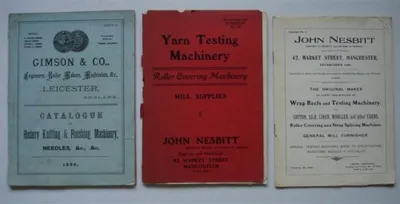 GIMSON & CO.,
Engineers, Boiler Makers, Machinists, &c.,
LEICESTER,
ENGLAND.
CATALOGUE
OF
Hosiery Knitting & Finishing Machinery,
NEEDLES, &c., &c.
Yarn Testing
Machinery
Roller Covering Machinery
MILL SUPPLIES
JOHN NESBITT
42, MARKET STREET
MANCHESTER
JOHN NESBITT
42, MARKET STREET, MANCHESTER.
THE ORIGINAL MAKER
Wrap Reels and Testing Machinery
COTTON, SILK, LINEN, WOOLLEN, and other YARNS.
Roller Covering and Strap Splicing Machines.
GENERAL MILL FURNISHER